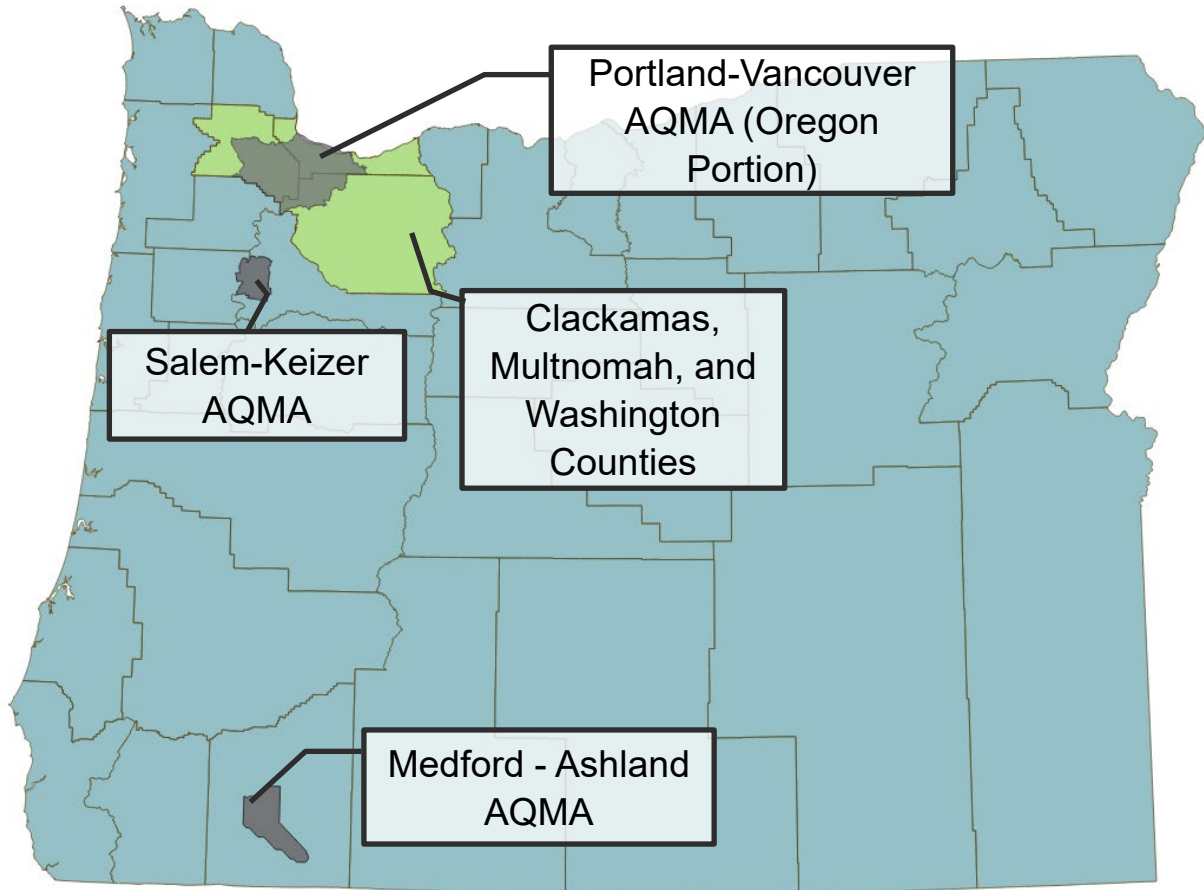 Portland-Vancouver
AQMA (Oregon
Portion)
Clackamas,
Multnomah, and
Washington
Counties
Salem-Keizer
AQMA
Medford - Ashland
AQMA